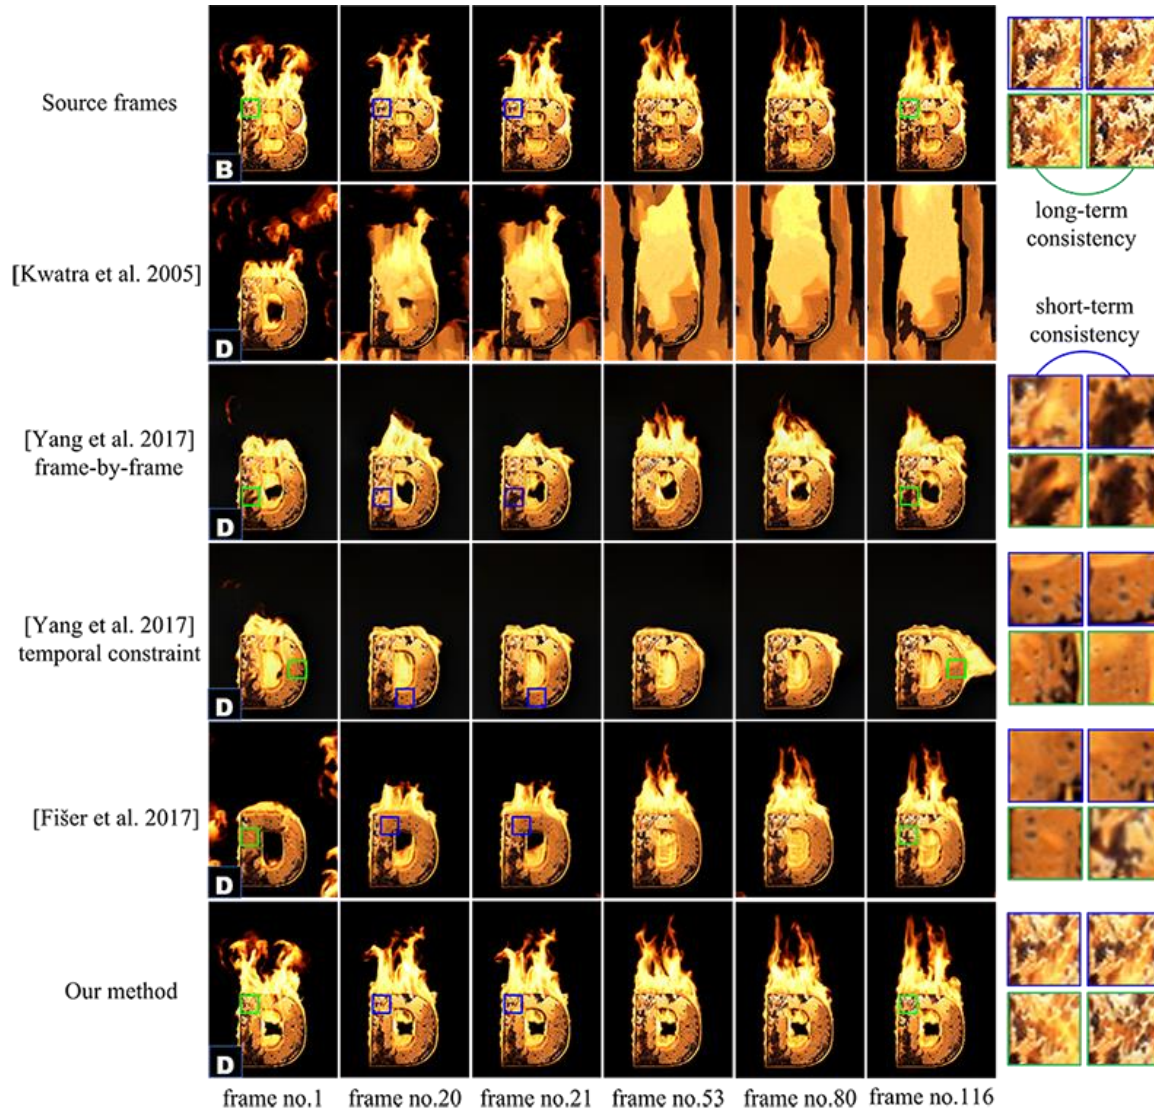 Source frames
B
long-term
consistency
[Kwatra et al. 2005]
D
short-term
consistency
[Yang et al. 2017]
frame-by-frame
D
[Yang et al. 2017]
temporal constraint
D
[Fišer et al. 2017]
D
Our method
D
frame no.1 frame no.20 frame no.21 frame no.53 frame no.80 frame no.116